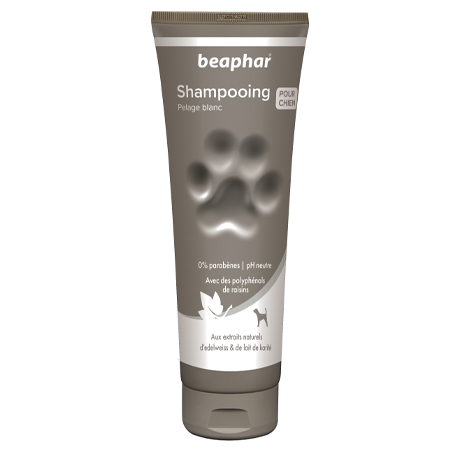 beaphar®
Shampooing
Pelage blanc
POUR
CHIEN
0% parabènes | pH neutre
Avec des polyphénols
de raisins
Aux extraits naturels
d'edelweiss & de lait de karité